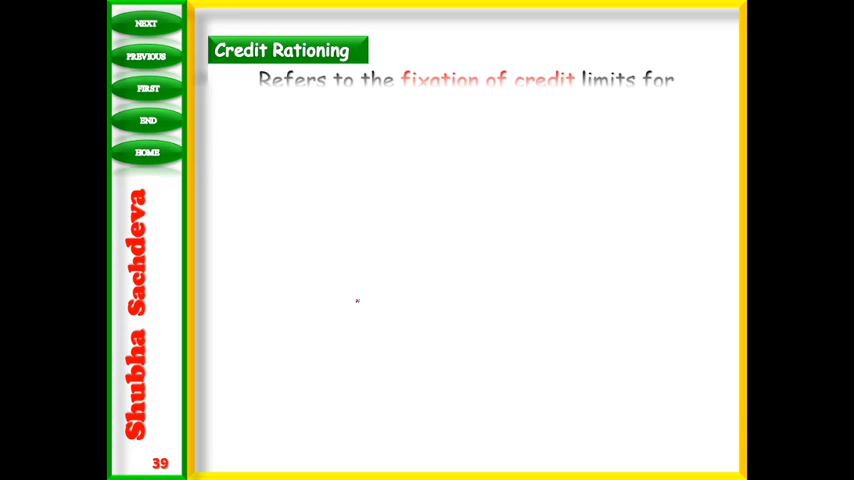 NEXT
PREVIOUS
FIRST
END
HOME
Shubha Sachdeva
39
Credit Rationing
Refers to the fixation of credit limits for